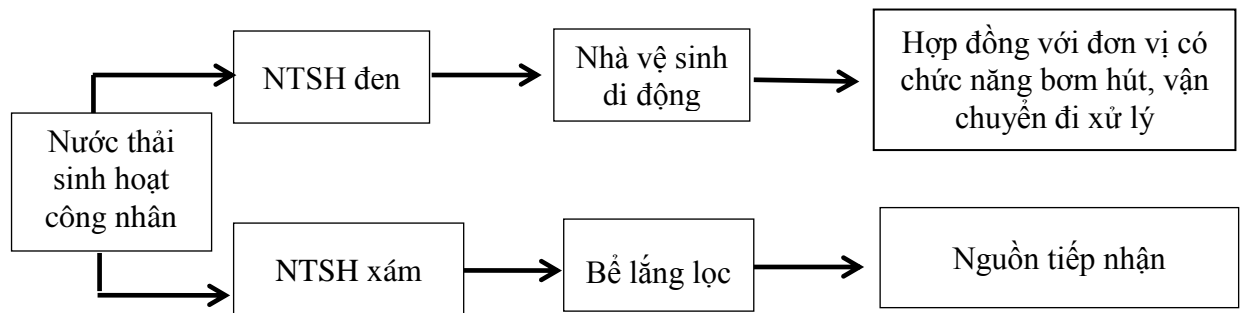 Nước thải
sinh hoạt
công nhân
NTSH đen
Nhà vệ sinh
di động
Hợp đồng với đơn vị có
chức năng bơm hút, vận
chuyển đi xử lý
NTSH xám
Bể lắng lọc
Nguồn tiếp nhận